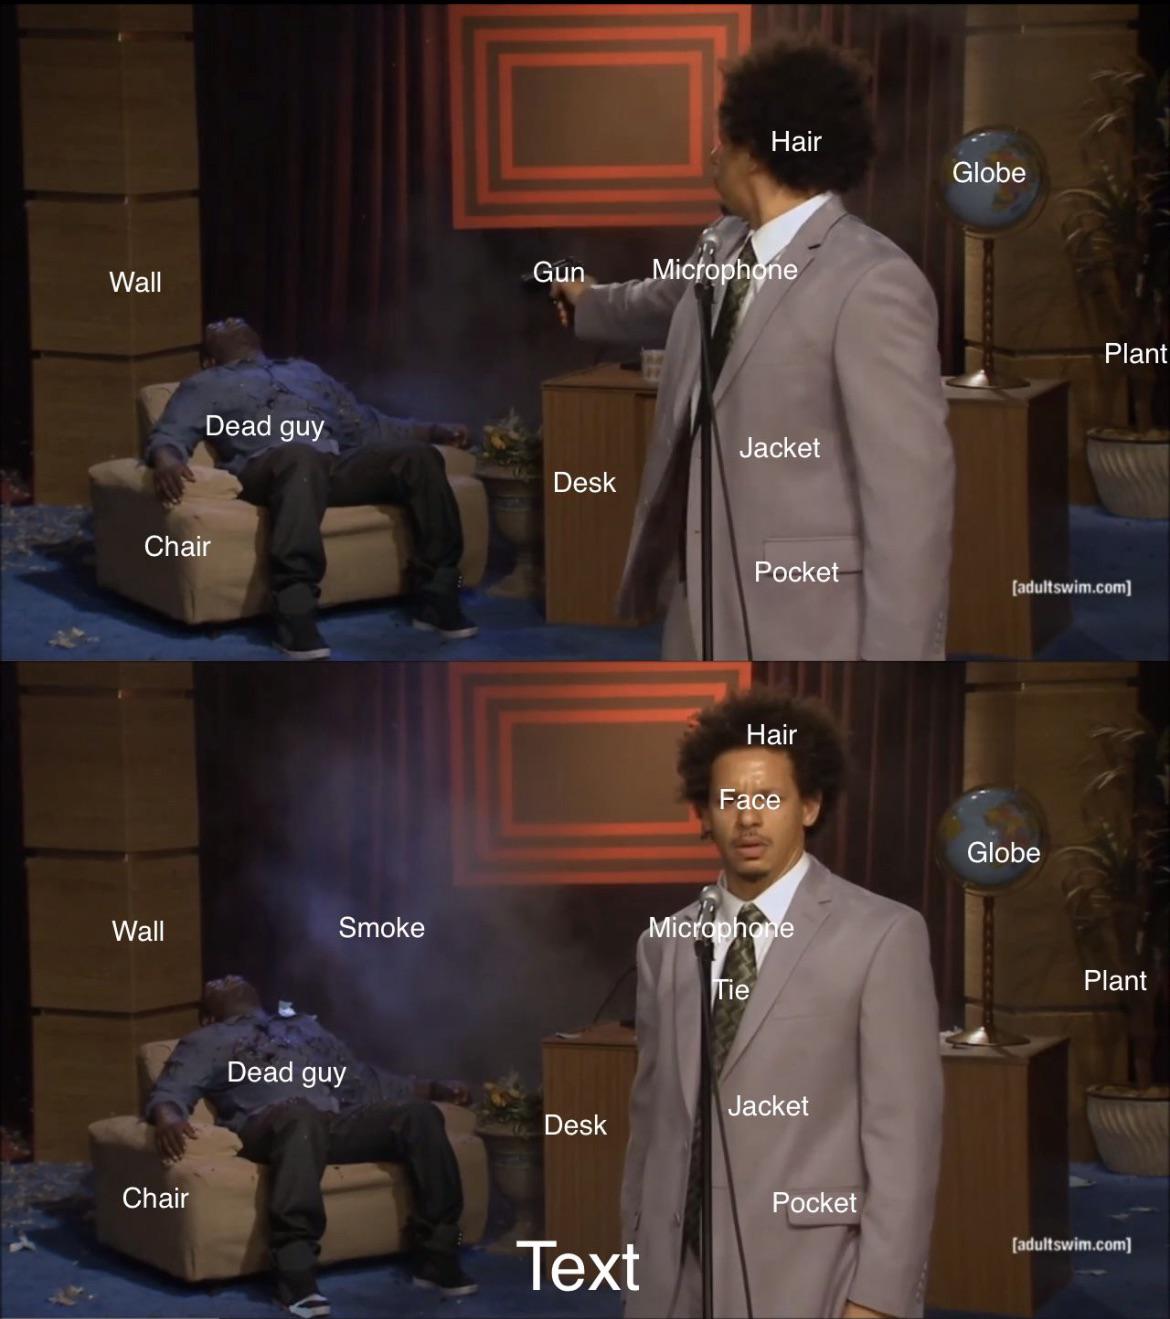 Hair
Globe
Wall
Gun
Microphone
Plant
Dead guy
Jacket
Desk
Chair
Pocket
[adultswim.com]
Hair
Face
Globe
Wall
Smoke
Microphone
Plant
Tie
Dead guy
Jacket
Desk
Chair
Pocket
[adultswim.com]
Text